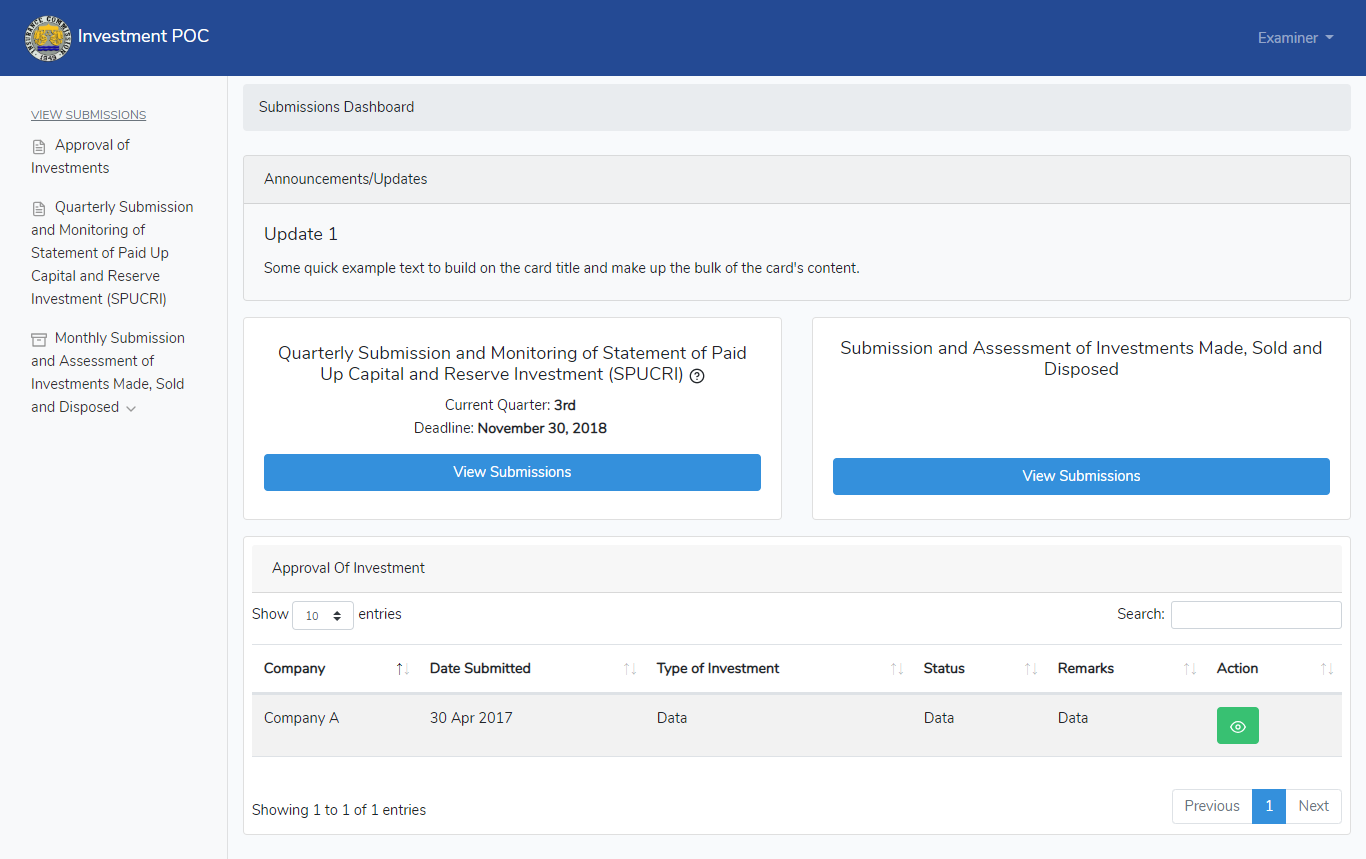 INSURANCE COMMISSION
1949
Investment POC
Examiner
VIEW SUBMISSIONS
Approval of
Investments
Quarterly Submission
and Monitoring of
Statement of Paid Up
Capital and Reserve
Investment (SPUCRI)
Monthly Submission
and Assessment of
Investments Made, Sold
and Disposed
Submissions Dashboard
Announcements/Updates
Update 1
Some quick example text to build on the card title and make up the bulk of the card's content.
Quarterly Submission and Monitoring of Statement of Paid
Up Capital and Reserve Investment (SPUCRI)
Current Quarter: 3rd
Deadline: November 30, 2018
View Submissions
Submission and Assessment of Investments Made, Sold and
Disposed
View Submissions
Approval Of Investment
Show 10 entries Search:
Company Date Submitted Type of Investment Status Remarks Action
Company A 30 Apr 2017 Data Data Data
Showing 1 to 1 of 1 entries
Previous 1 Next